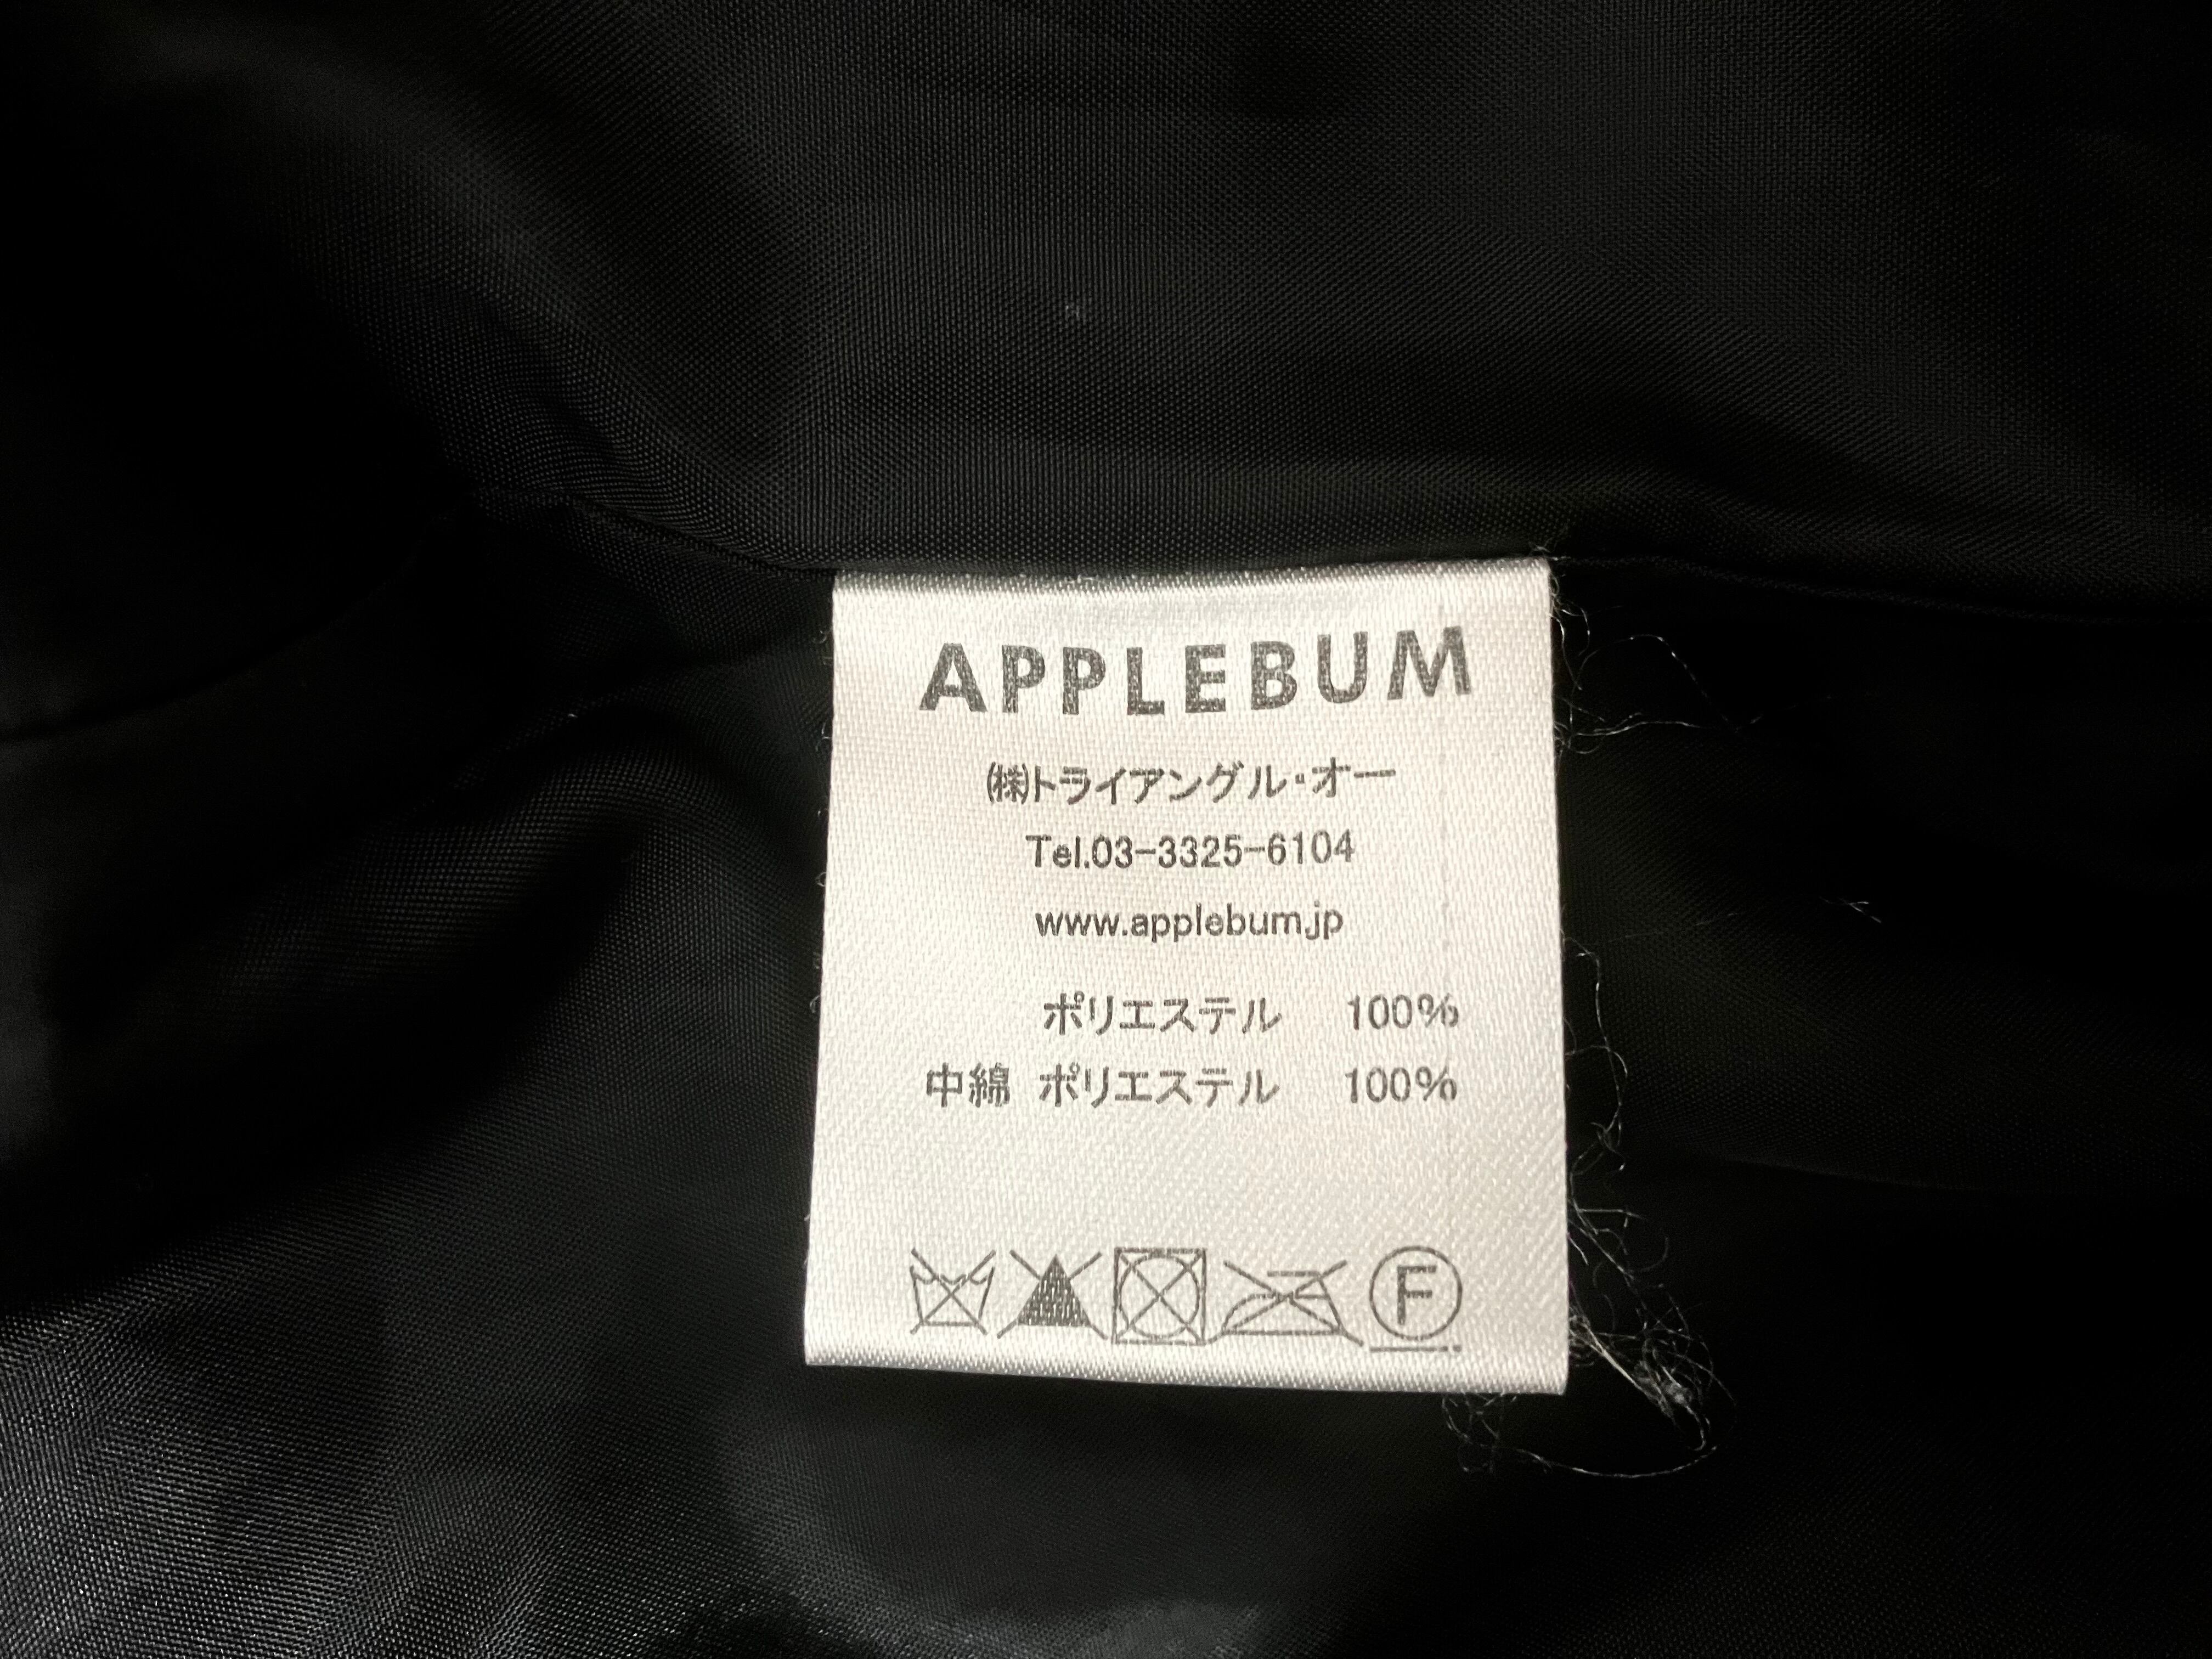 APPLEBUM
㈱トライアングル・オー
Tel.03-3325-6104
www.applebum.jp
ポリエステル 100%
中綿 ポリエステル 100%
F